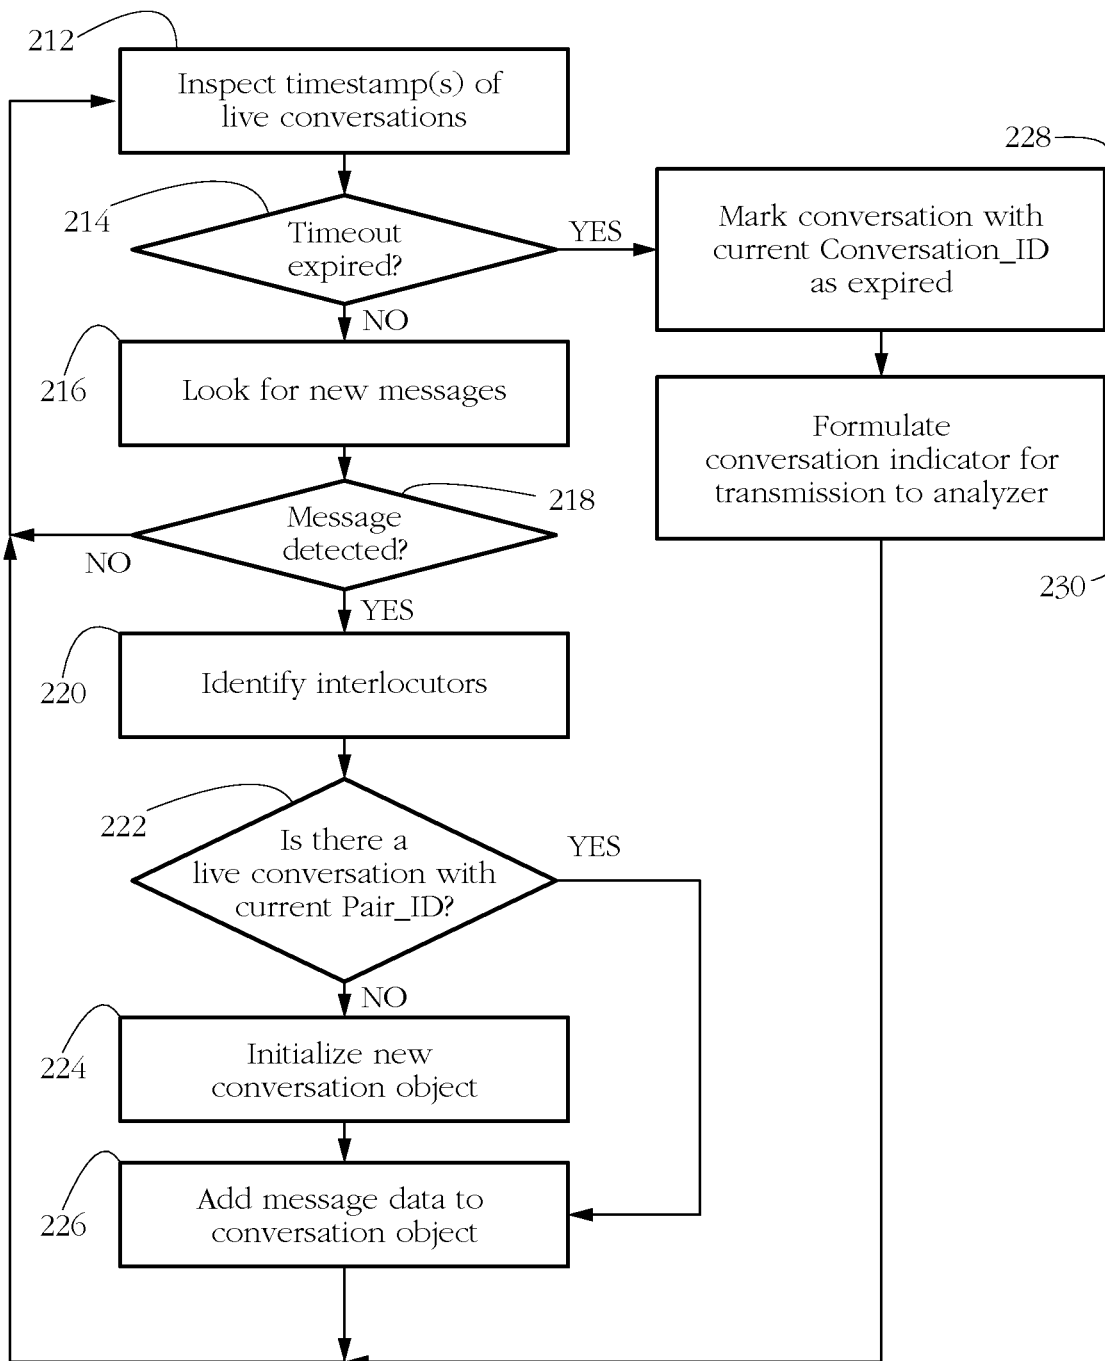 212
Inspect timestamp(s) of
live conversations
228
214
Timeout
expired?
YES
Mark conversation with
current Conversation_ID
as expired
NO
216
Look for new messages
Formulate
conversation indicator for
transmission to analyzer
218
Message
detected?
NO
230
YES
220
Identify interlocutors
222
Is there a
live conversation with
current Pair_ID?
YES
NO
224
Initialize new
conversation object
226
Add message data to
conversation object